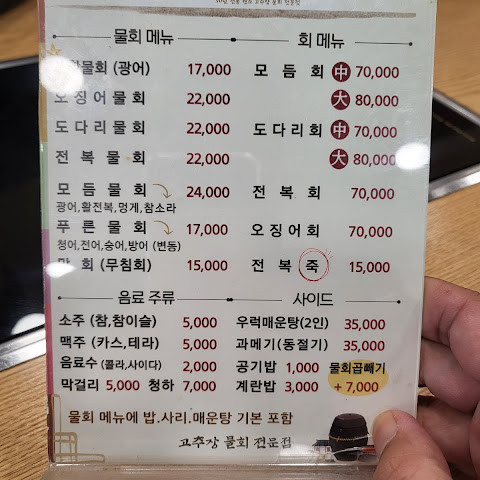 물회 메뉴
물회 (광어) 17,000
오징어물회 22,000
도다리물회 22,000
전복물회 22,000
모듬물회 24,000
광어,활전복,멍게,참소라
푸른물회 17,000
청어,전어,숭어,방어 (변동)
회 (무침회) 15,000
회 메뉴
모듬회 中 70,000
大 80,000
도다리회 中 70,000
大 80,000
전복회 70,000
오징어회 70,000
전복죽 15,000
음료 주류
소주 (참,참이슬) 5,000
맥주 (카스,테라) 5,000
음료수 (콜라,사이다) 2,000
막걸리 5,000 청하 7,000
사이드
우럭매운탕(2인) 35,000
과메기(동절기) 35,000
공기밥 1,000
계란밥 3,000
물회곱빼기
+ 7,000
물회 메뉴에 밥.사리.매운탕 기본 포함
고추장 물회 전문점